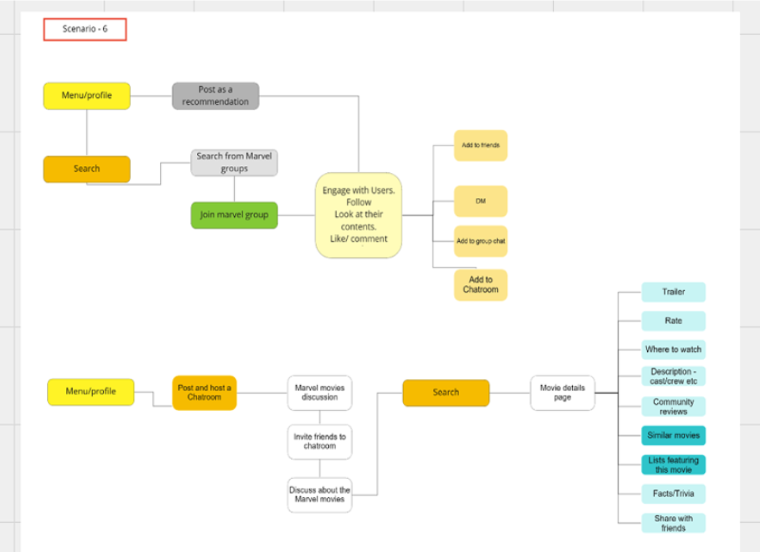 Scenario - 6
Menu/profile
Post as a
recommendation
Search
Search from Marvel
groups
Join marvel group
Engage with Users.
Follow
Look at their
contents.
Like/ comment
Add to friends
DM
Add to group chat
Add to
Chatroom
Menu/profile
Post and host a
Chatroom
Marvel movies
discussion
Invite friends to
chatroom
Discuss about the
Marvel movies
Search
Movie details
page
Trailer
Rate
Where to watch
Description -
cast/crew etc
Community
reviews
Similar movies
Lists featuring
this movie
Facts/Trivia
Share with
friends